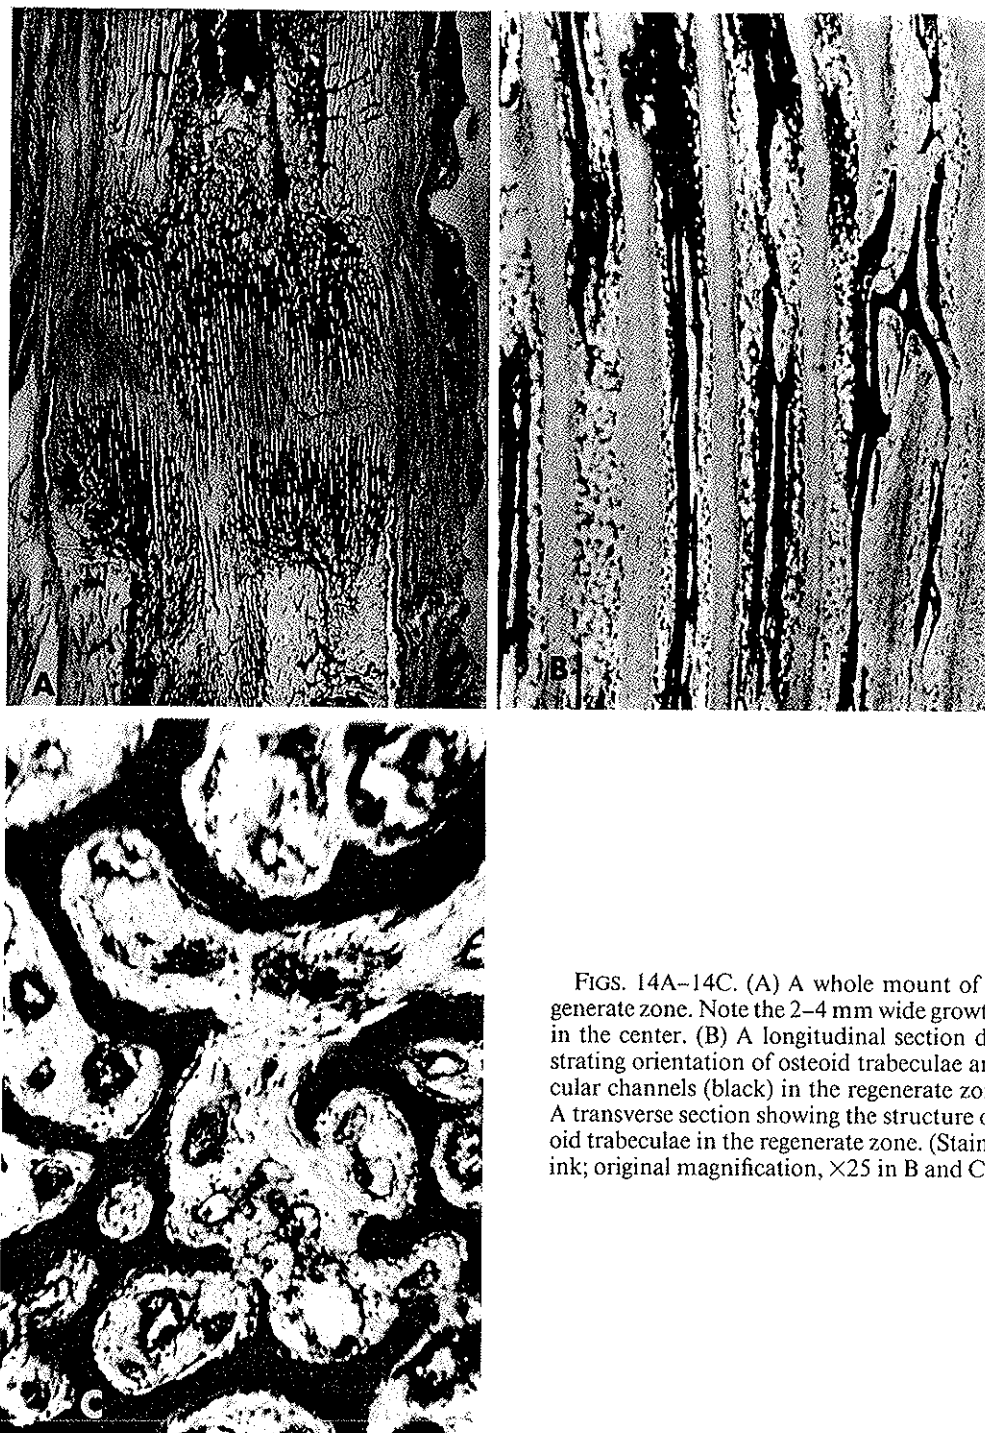 A
B
C
FIGS. 14A–14C. (A) A whole mount of
generate zone. Note the 2–4 mm wide growt
in the center. (B) A longitudinal section d
strating orientation of osteoid trabeculae a
cular channels (black) in the regenerate zo
A transverse section showing the structure o
oid trabeculae in the regenerate zone. (Stain
ink; original magnification, ×25 in B and C